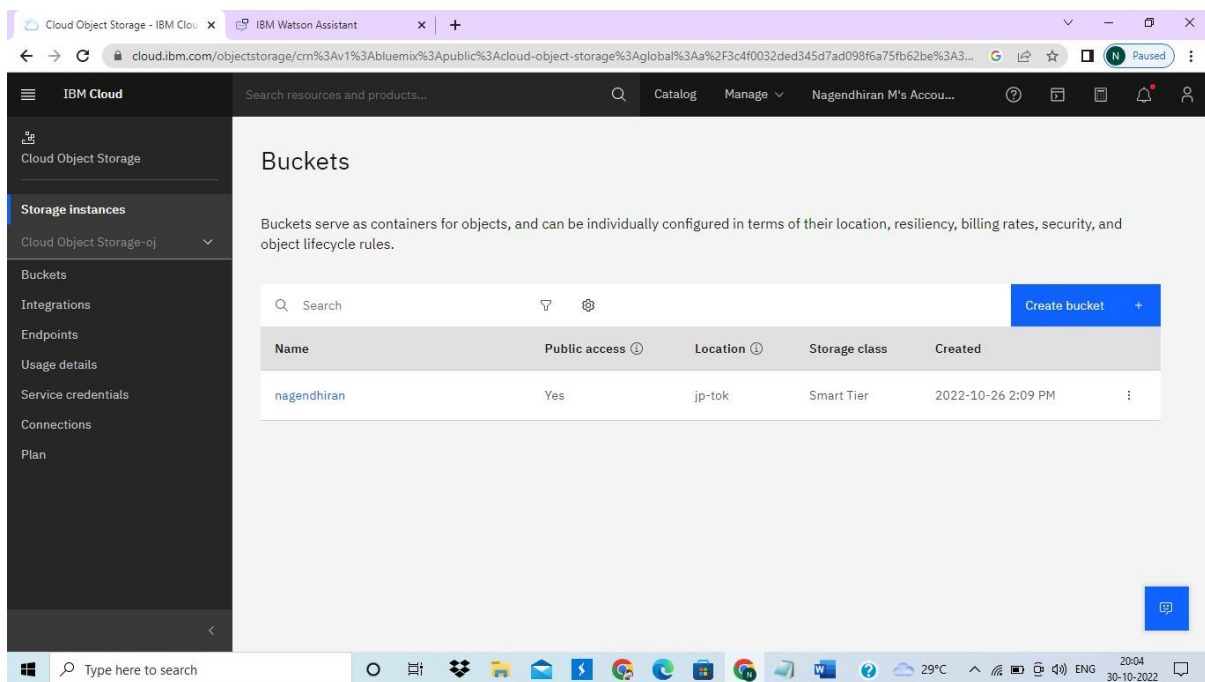 Cloud Object Storage - IBM Clou
IBM Watson Assistant
cloud.ibm.com/objectstorage/crn%3Av1%3Abluemix%3Apublic%3Acloud-object-storage%3Aglobal%3Aa%2F3c4f0032ded345d7ad098f6a75fb62be%3A3...
N Paused
IBM Cloud
Search resources and products...
Catalog
Manage
Nagendhiran M's Accou...
Cloud Object Storage
Storage instances
Cloud Object Storage-oj
Buckets
Integrations
Endpoints
Usage details
Service credentials
Connections
Plan
Buckets
Buckets serve as containers for objects, and can be individually configured in terms of their location, resiliency, billing rates, security, and
object lifecycle rules.
Search
Create bucket +
Name Public access Location Storage class Created
nagendhiran Yes jp-tok Smart Tier 2022-10-26 2:09 PM
Type here to search
29°C
ENG
20:04
30-10-2022